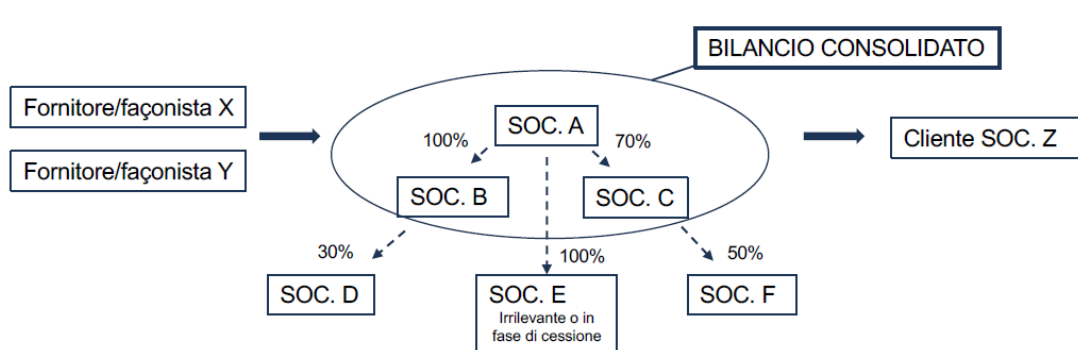 BILANCIO CONSOLIDATO
Fornitore/façonista X
SOC. A
100%
70%
Cliente SOC. Z
Fornitore/façonista Y
SOC. B
SOC. C
30%
100%
50%
SOC. D
SOC. E
Irrilevante o in
fase di cessione
SOC. F